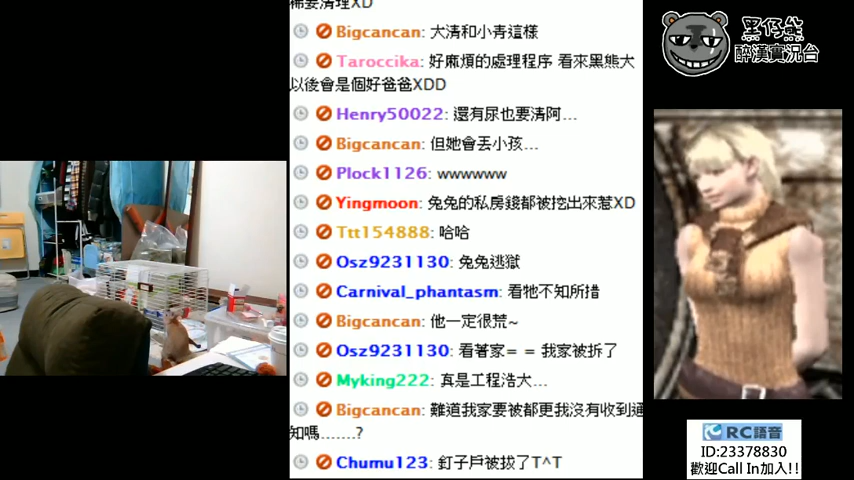 Bigcancan: 大清和小青這樣
Taroccika: 好麻煩的處理程序 看來黑熊大
以後會是個好爸爸XDD
Henry50022: 還有尿也要清阿...
Bigcancan: 但她會丟小孩...
Plock1126: wwwwww
Yingmoon: 兔兔的私房錢都被挖出來惹XD
Ttt154888: 哈哈
Osz9231130: 兔兔逃獄
Carnival_phantasm: 看牠不知所措
Bigcancan: 他一定很荒~
Osz9231130: 看著家= = 我家被拆了
Myking222: 真是工程浩大...
Bigcancan: 難道我家要被都更我沒有收到通
知嗎.......?
Chumu123: 釘子戶被拔了T^T
黑仔熊
醉漢實況台
RC語音
ID:23378830
歡迎Call In加入!!